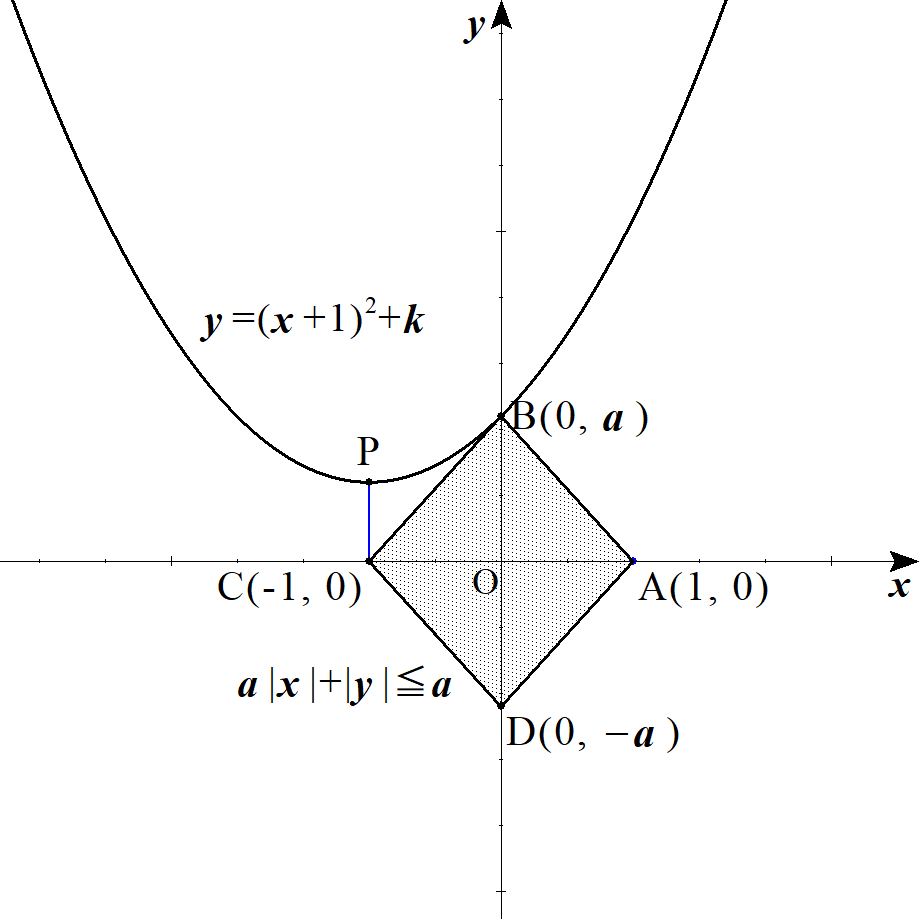 y
y=(x+1)²+k
B(0, a )
P
C(-1, 0)
O
A(1, 0)
x
a |x|+|y|≦a
D(0, −a )